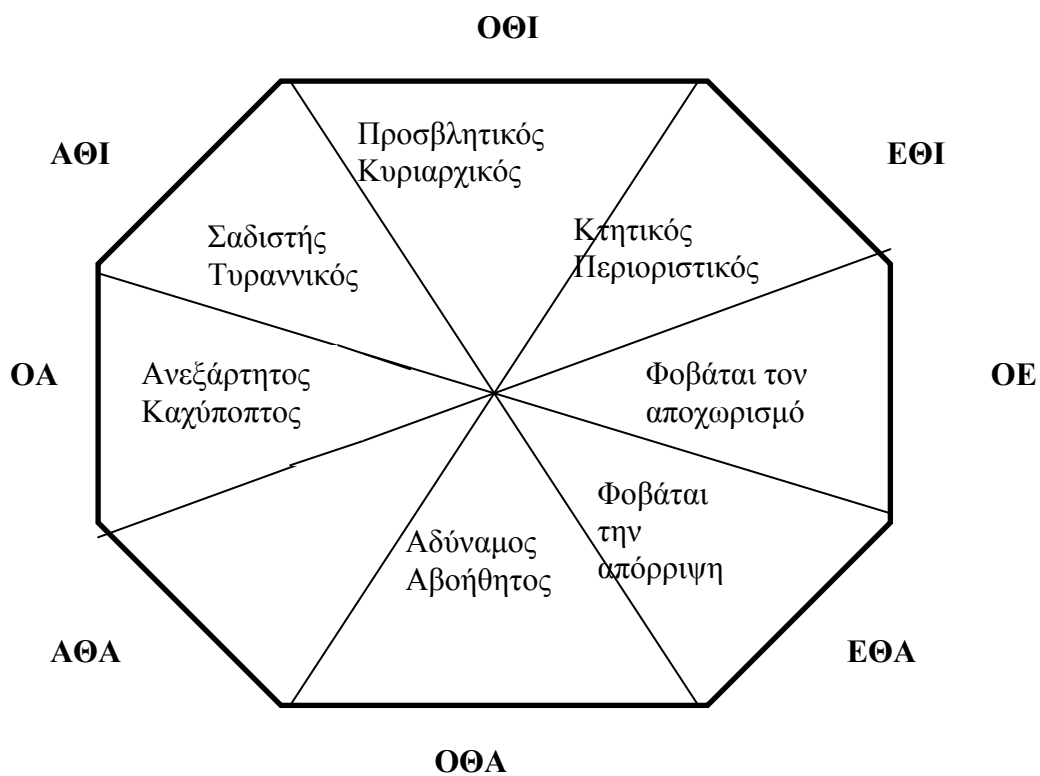 ΟΘΙ
ΑΘΙ
ΕΘΙ
Προσβλητικός
Κυριαρχικός
Σαδιστής
Τυραννικός
Κτητικός
Περιοριστικός
ΟΑ
Ανεξάρτητος
Καχύποπτος
Φοβάται τον
αποχωρισμό
ΟΕ
Φοβάται
την
απόρριψη
Αδύναμος
Αβοήθητος
ΑΘΑ
ΕΘΑ
ΟΘΑ